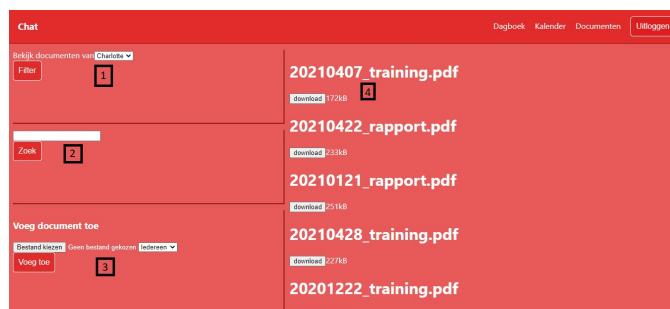 Chat
Dagboek Kalender Documenten Uitloggen
Bekijk documenten van Charlotte
Filter
1
Zoek
2
Voeg document toe
Bestand kiezen Geen bestand gekozen Iedereen
Voeg toe
3
20210407_training.pdf
download 172kB
4
20210422_rapport.pdf
download 233kB
20210121_rapport.pdf
download 251kB
20210428_training.pdf
download 227kB
20201222_training.pdf